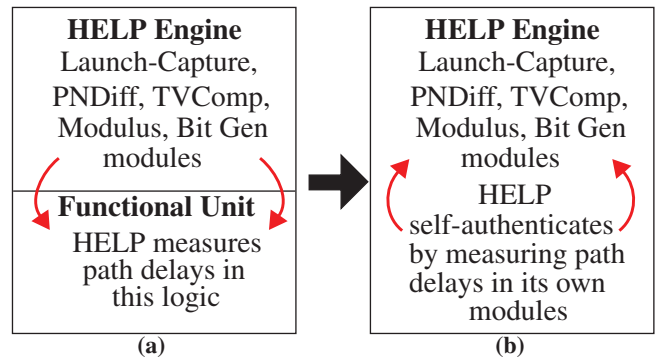 HELP Engine
Launch-Capture,
PNDiff, TVComp,
Modulus, Bit Gen
modules
Functional Unit
HELP measures
path delays in
this logic
(a)
HELP Engine
Launch-Capture,
PNDiff, TVComp,
Modulus, Bit Gen
modules
HELP
self-authenticates
by measuring path
delays in its own
modules
(b)